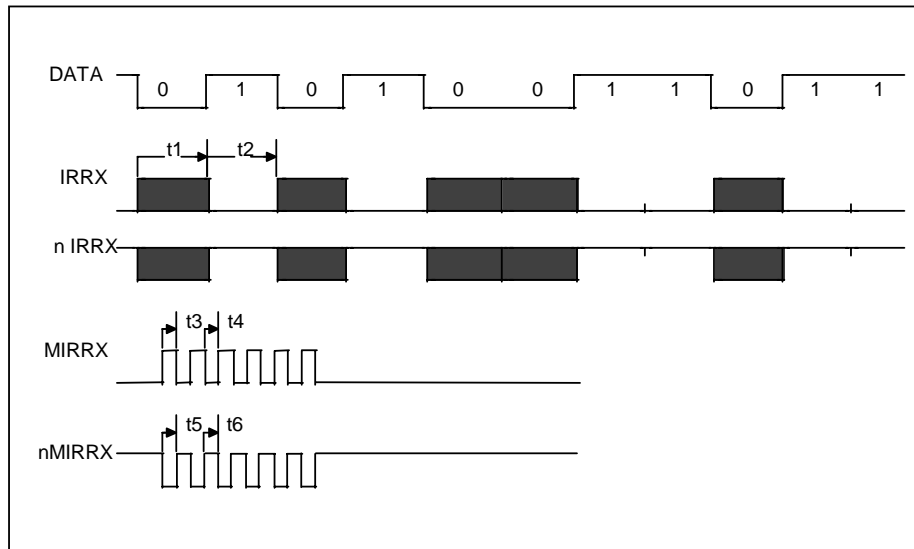 DATA
0 1 0 1 0 0 1 1 0 1 1
t1 t2
IRRX
n IRRX
t3 t4
MIRRX
t5 t6
nMIRRX